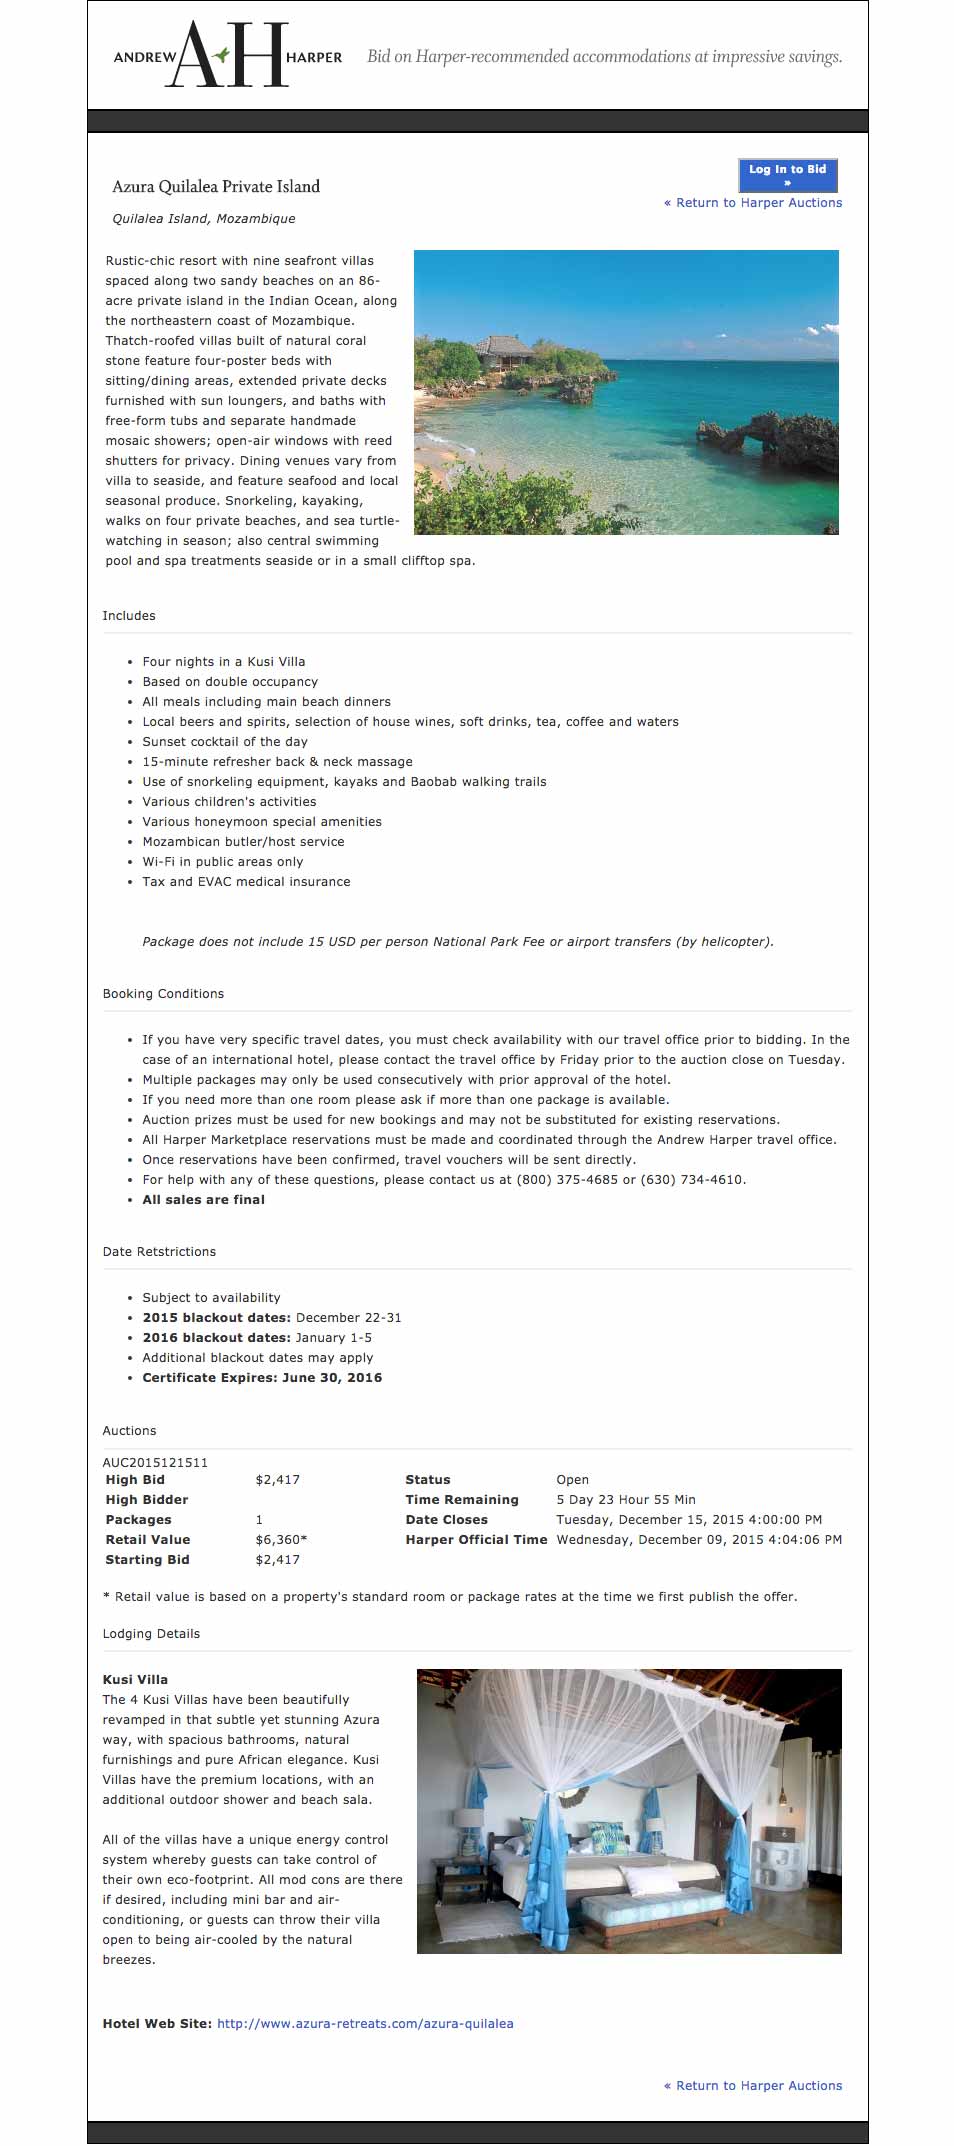 ANDREW AH HARPER
Bid on Harper-recommended accommodations at impressive savings.
Log In to Bid
»
« Return to Harper Auctions
Azura Quilalea Private Island
Quilalea Island, Mozambique
Rustic-chic resort with nine seafront villas
spaced along two sandy beaches on an 86-
acre private island in the Indian Ocean, along
the northeastern coast of Mozambique.
Thatch-roofed villas built of natural coral
stone feature four-poster beds with
sitting/dining areas, extended private decks
furnished with sun loungers, and baths with
free-form tubs and separate handmade
mosaic showers; open-air windows with reed
shutters for privacy. Dining venues vary from
villa to seaside, and feature seafood and local
seasonal produce. Snorkeling, kayaking,
walks on four private beaches, and sea turtle-
watching in season; also central swimming
pool and spa treatments seaside or in a small clifftop spa.
Includes
• Four nights in a Kusi Villa
• Based on double occupancy
• All meals including main beach dinners
• Local beers and spirits, selection of house wines, soft drinks, tea, coffee and waters
• Sunset cocktail of the day
• 15-minute refresher back & neck massage
• Use of snorkeling equipment, kayaks and Baobab walking trails
• Various children's activities
• Various honeymoon special amenities
• Mozambican butler/host service
• Wi-Fi in public areas only
• Tax and EVAC medical insurance
Package does not include 15 USD per person National Park Fee or airport transfers (by helicopter).
Booking Conditions
• If you have very specific travel dates, you must check availability with our travel office prior to bidding. In the
case of an international hotel, please contact the travel office by Friday prior to the auction close on Tuesday.
• Multiple packages may only be used consecutively with prior approval of the hotel.
• If you need more than one room please ask if more than one package is available.
• Auction prizes must be used for new bookings and may not be substituted for existing reservations.
• All Harper Marketplace reservations must be made and coordinated through the Andrew Harper travel office.
• Once reservations have been confirmed, travel vouchers will be sent directly.
• For help with any of these questions, please contact us at (800) 375-4685 or (630) 734-4610.
• All sales are final
Date Retstrictions
• Subject to availability
• 2015 blackout dates: December 22-31
• 2016 blackout dates: January 1-5
• Additional blackout dates may apply
• Certificate Expires: June 30, 2016
Auctions
AUC2015121511
High Bid $2,417 Status Open
High Bidder Time Remaining 5 Day 23 Hour 55 Min
Packages 1 Date Closes Tuesday, December 15, 2015 4:00:00 PM
Retail Value $6,360* Harper Official Time Wednesday, December 09, 2015 4:04:06 PM
Starting Bid $2,417
* Retail value is based on a property's standard room or package rates at the time we first publish the offer.
Lodging Details
Kusi Villa
The 4 Kusi Villas have been beautifully
revamped in that subtle yet stunning Azura
way, with spacious bathrooms, natural
furnishings and pure African elegance. Kusi
Villas have the premium locations, with an
additional outdoor shower and beach sala.
All of the villas have a unique energy control
system whereby guests can take control of
their own eco-footprint. All mod cons are there
if desired, including mini bar and air-
conditioning, or guests can throw their villa
open to being air-cooled by the natural
breezes.
Hotel Web Site: http://www.azura-retreats.com/azura-quilalea
« Return to Harper Auctions